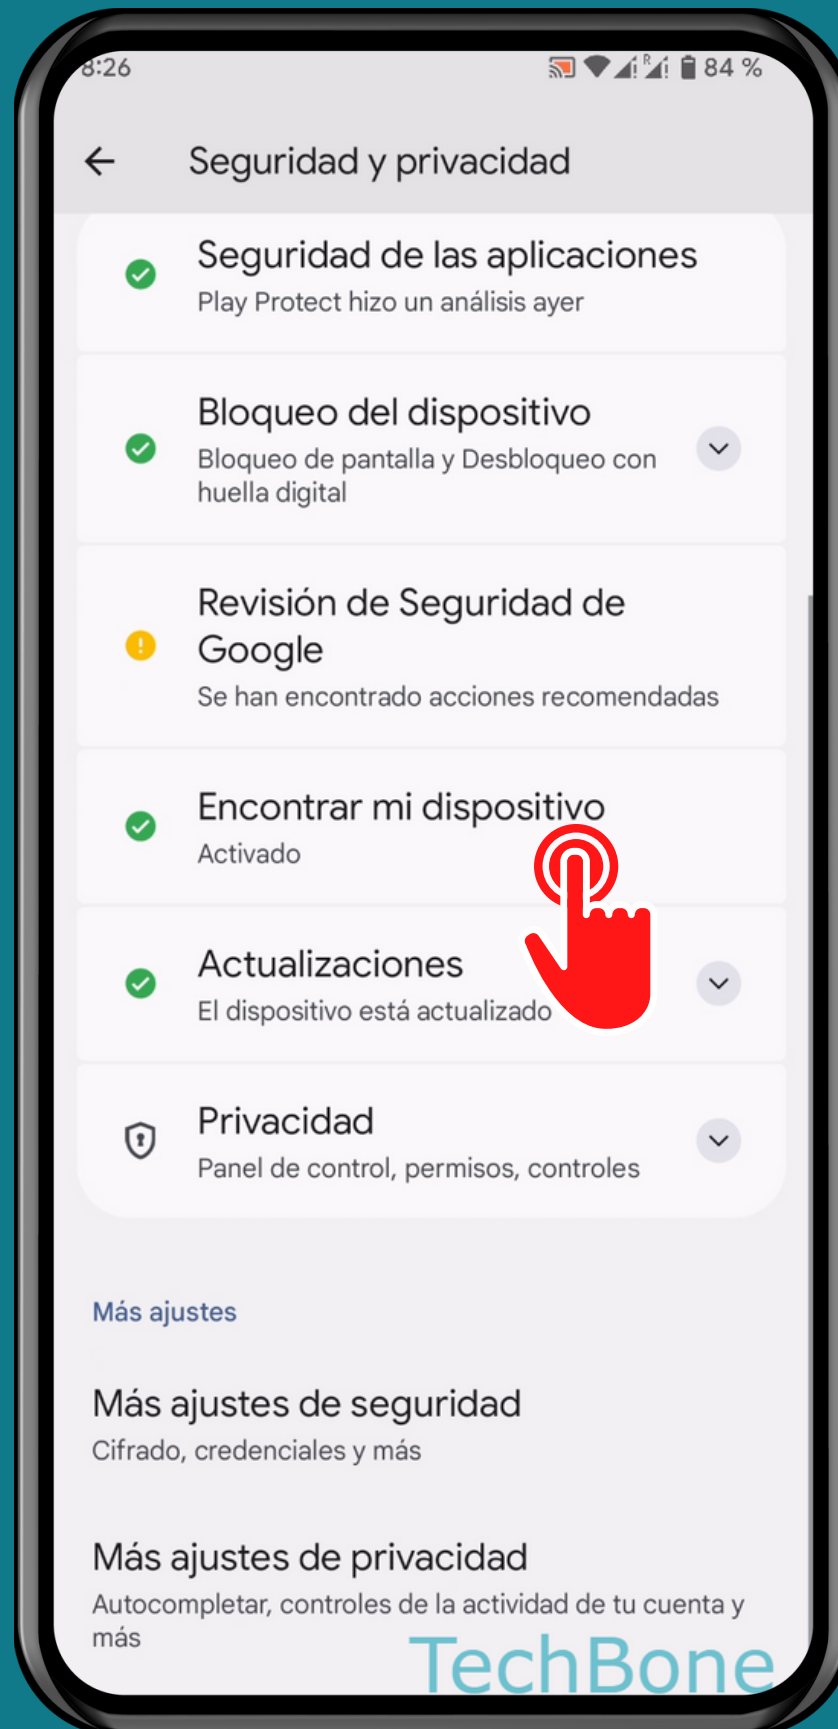 8:26
R
84 %
Seguridad y privacidad
Seguridad de las aplicaciones
Play Protect hizo un análisis ayer
Bloqueo del dispositivo
Bloqueo de pantalla y Desbloqueo con
huella digital
Revisión de Seguridad de
Google
Se han encontrado acciones recomendadas
Encontrar mi dispositivo
Activado
Actualizaciones
El dispositivo está actualizado
Privacidad
Panel de control, permisos, controles
Más ajustes
Más ajustes de seguridad
Cifrado, credenciales y más
Más ajustes de privacidad
Autocompletar, controles de la actividad de tu cuenta y
más
TechBone